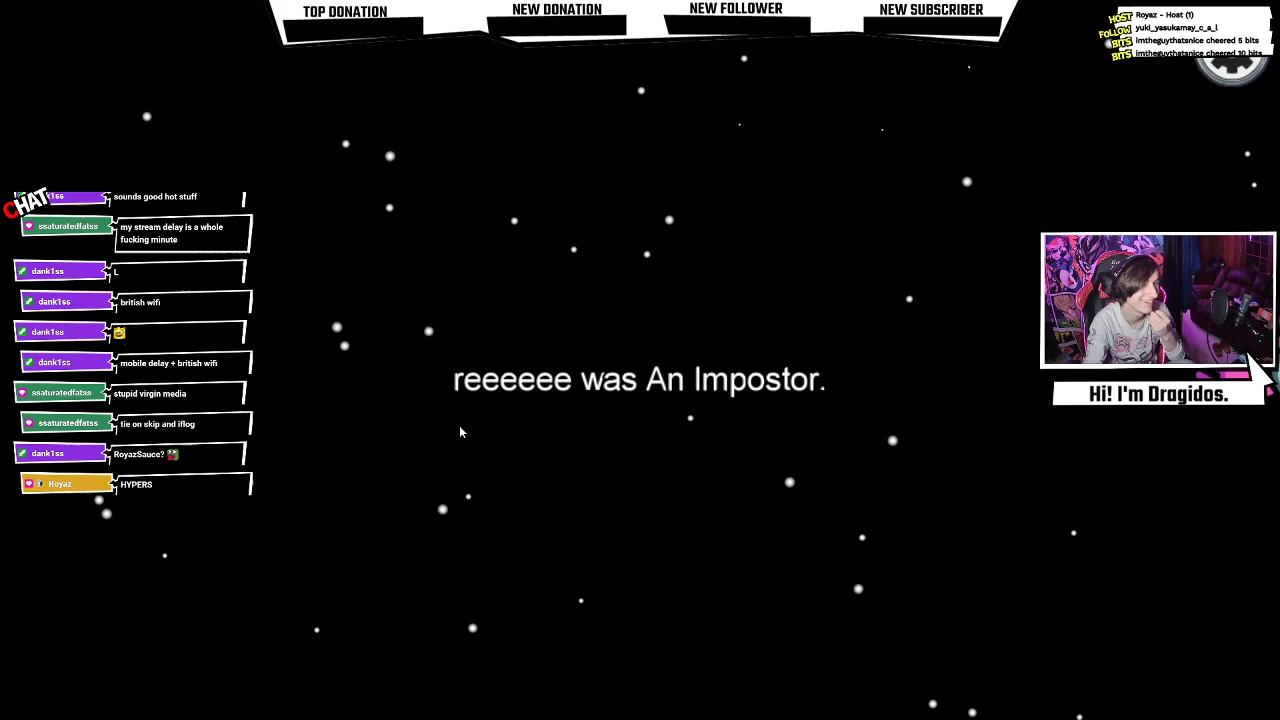 TOP DONATION
NEW DONATION
NEW FOLLOWER
NEW SUBSCRIBER
HOST Royaz - Host (1)
FOLLOW yuki_yasukamay_c_a_l
BITS imtheguythatsnice cheered 5 bits
BITS imtheguythatsnice cheered 10 bits
CHAT
k1ss sounds good hot stuff
ssaturatedfatss my stream delay is a whole
fucking minute
dank1ss L
dank1ss british wifi
dank1ss
dank1ss mobile delay + british wifi
ssaturatedfatss stupid virgin media
ssaturatedfatss tie on skip and iflog
dank1ss RoyazSauce?
Royaz HYPERS
reeeeee was An Impostor.
Hi! I'm Dragidos.